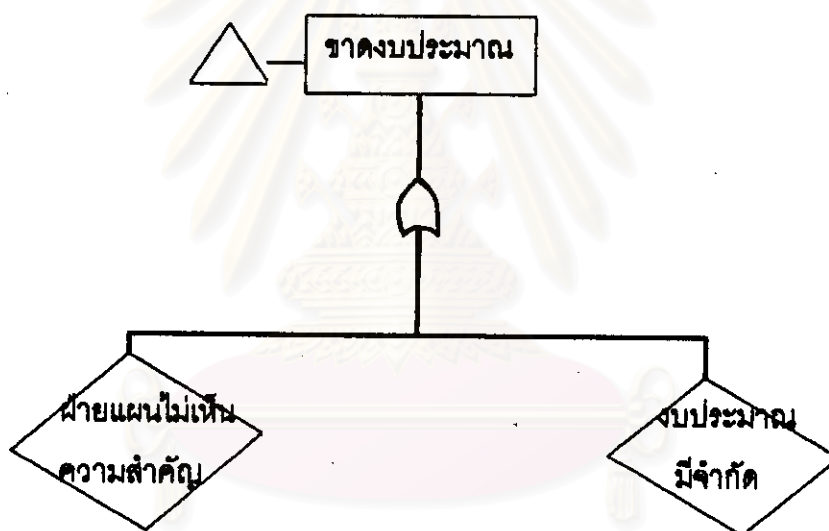 ขาดงบประมาณ
ฝ่ายแผนไม่เห็น
ความสำคัญ
งบประมาณ
มีจำกัด